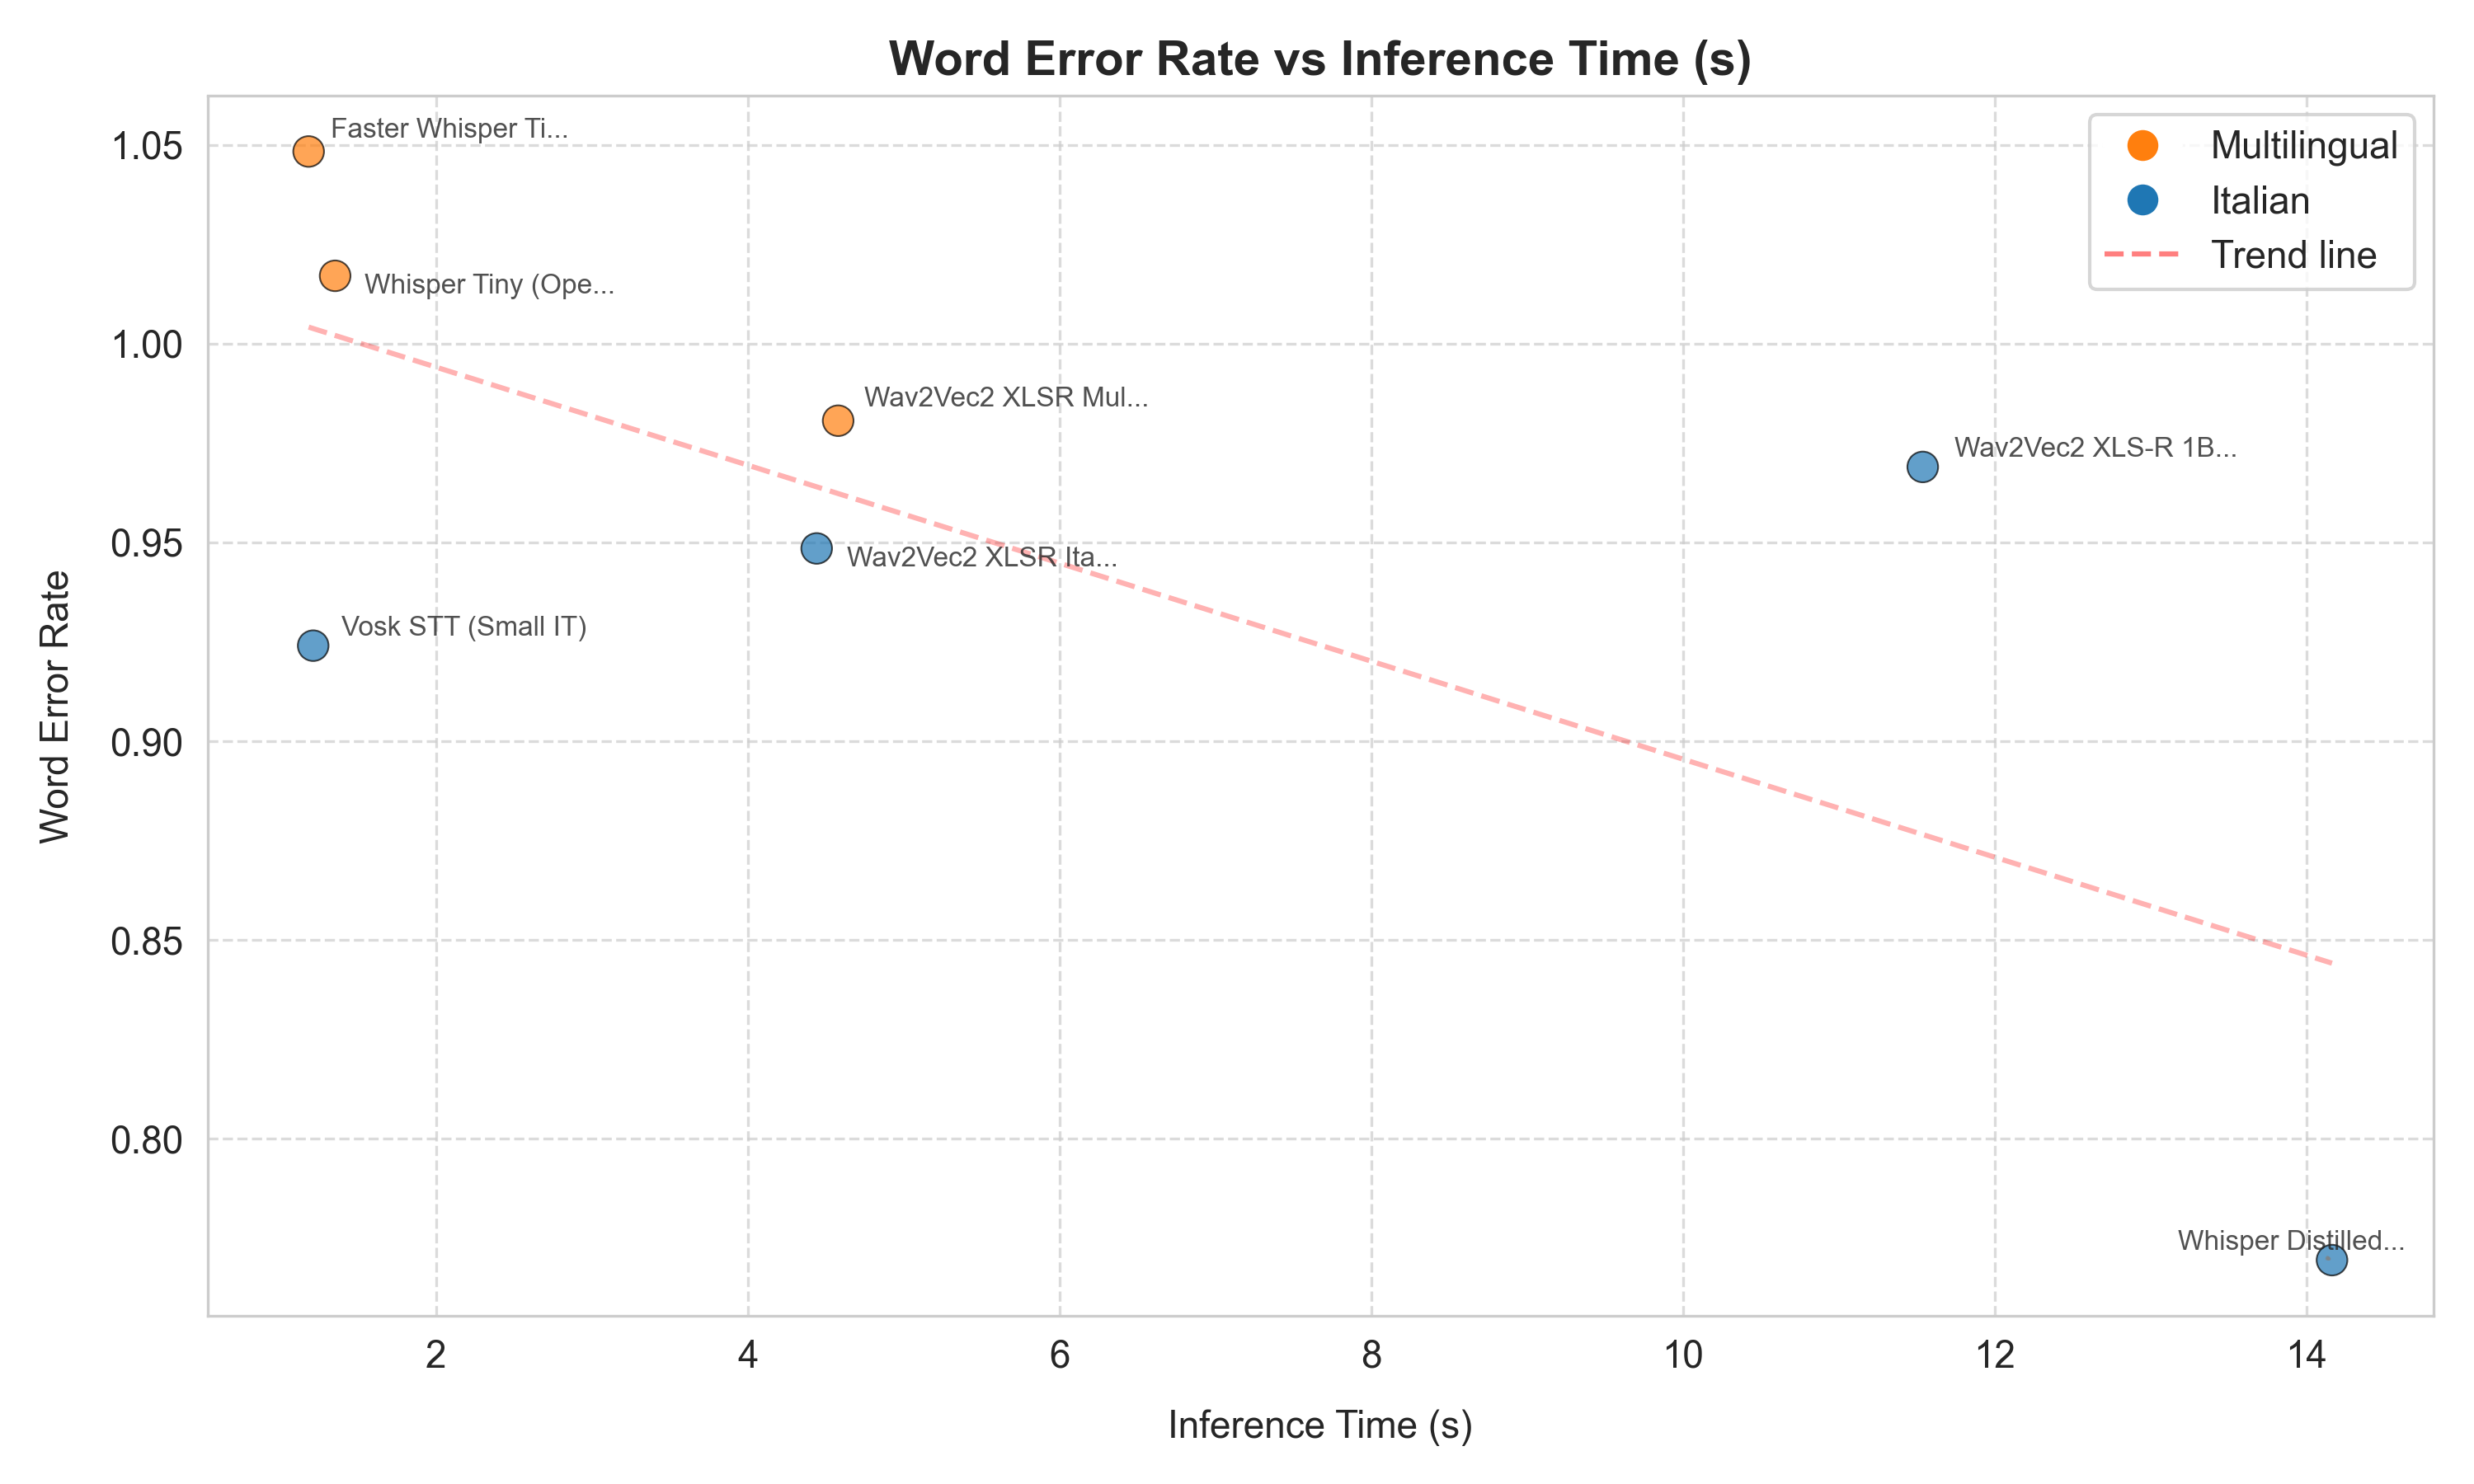 Word Error Rate vs Inference Time (s)
Multilingual
Italian
Trend line
Faster Whisper Ti...
Whisper Tiny (Ope...
Wav2Vec2 XLSR Mul...
Wav2Vec2 XLS-R 1B...
Wav2Vec2 XLSR Ita...
Vosk STT (Small IT)
Whisper Distilled...
Word Error Rate
1.05
1.00
0.95
0.90
0.85
0.80
2 4 6 8 10 12 14
Inference Time (s)